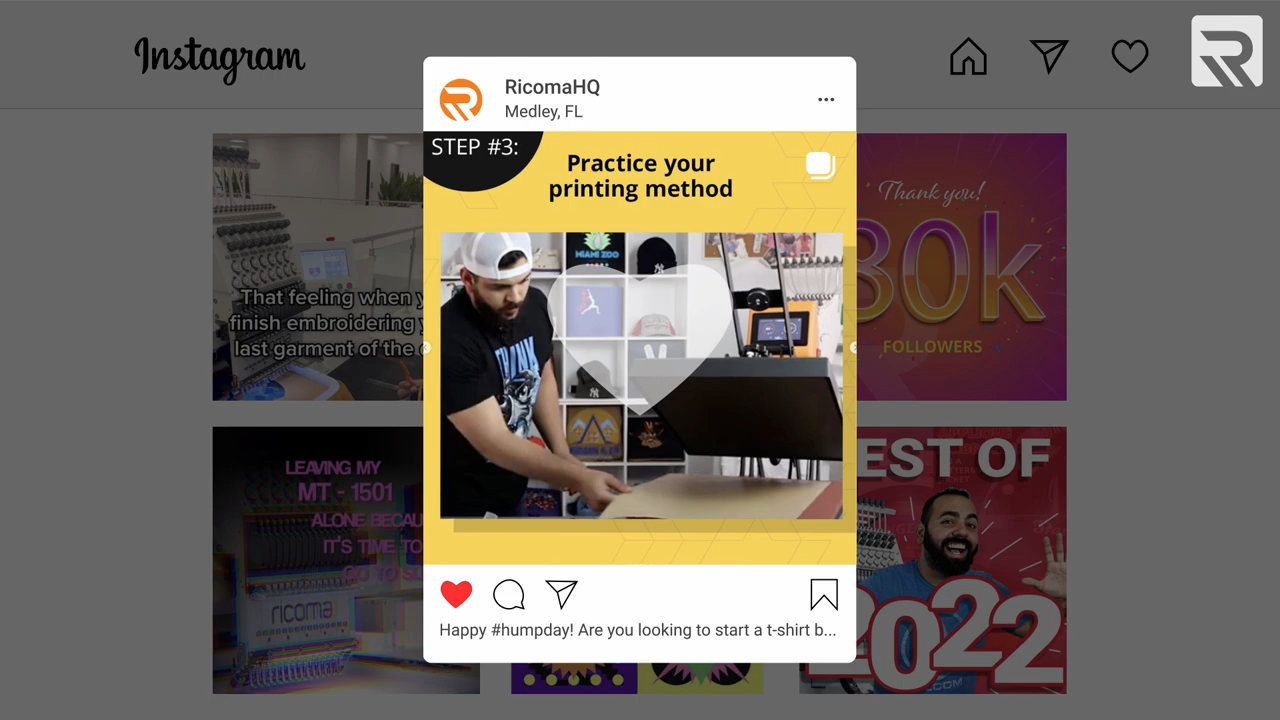 Instagram
RicomaHQ
Medley, FL
STEP #3:
Practice your
printing method
MIAMI ZOO
THANK
That feeling when y
finish embroidering y
last garment of the
Thank you!
80k
FOLLOWERS
LEAVING MY
MT - 1501
ALONE BECAU
IT'S TIME TO
GO TO SL
ricoma
EST OF
2022
Happy #humpday! Are you looking to start a t-shirt b...